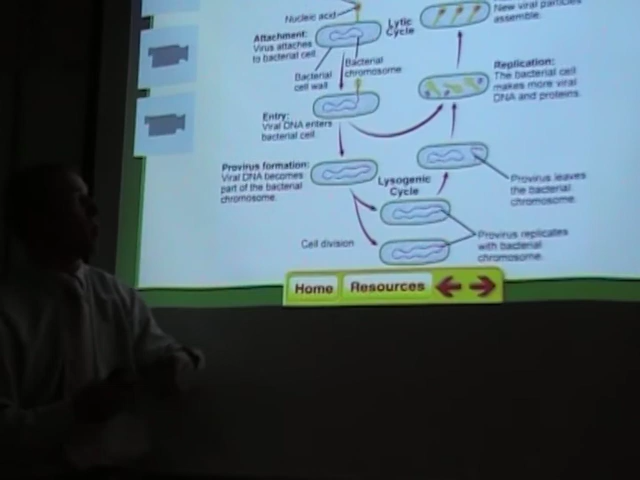 New viral particles
assemble.
Nucleic acid
Lytic
Cycle
Attachment:
Virus attaches
to bacterial cell.
Bacterial
chromosome
Bacterial
cell wall
Replication:
The bacterial cell
makes more viral
DNA and proteins.
Entry:
Viral DNA enters
bacterial cell.
Provirus formation:
Viral DNA becomes
part of the bacterial
chromosome.
Lysogenic
Cycle
Provirus leaves
the bacterial
chromosome.
Cell division
Provirus replicates
with bacterial
chromosome.
Home Resources